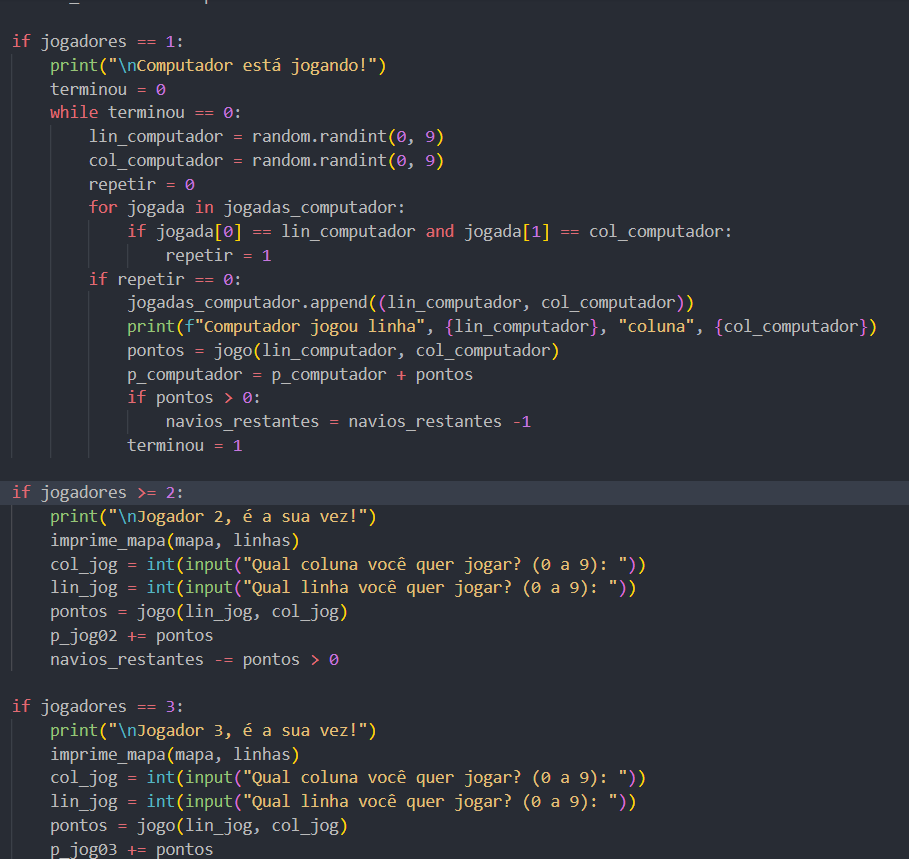 if jogadores == 1:
    print("\nComputador está jogando!")
    terminou = 0
    while terminou == 0:
        lin_computador = random.randint(0, 9)
        col_computador = random.randint(0, 9)
        repetir = 0
        for jogada in jogadas_computador:
            if jogada[0] == lin_computador and jogada[1] == col_computador:
                repetir = 1
        if repetir == 0:
            jogadas_computador.append((lin_computador, col_computador))
            print(f"Computador jogou linha", {lin_computador}, "coluna", {col_computador})
            pontos = jogo(lin_computador, col_computador)
            p_computador = p_computador + pontos
            if pontos > 0:
                navios_restantes = navios_restantes -1
            terminou = 1

if jogadores >= 2:
    print("\nJogador 2, é a sua vez!")
    imprime_mapa(mapa, linhas)
    col_jog = int(input("Qual coluna você quer jogar? (0 a 9): "))
    lin_jog = int(input("Qual linha você quer jogar? (0 a 9): "))
    pontos = jogo(lin_jog, col_jog)
    p_jog02 += pontos
    navios_restantes -= pontos > 0

if jogadores == 3:
    print("\nJogador 3, é a sua vez!")
    imprime_mapa(mapa, linhas)
    col_jog = int(input("Qual coluna você quer jogar? (0 a 9): "))
    lin_jog = int(input("Qual linha você quer jogar? (0 a 9): "))
    pontos = jogo(lin_jog, col_jog)
    p_jog03 += pontos